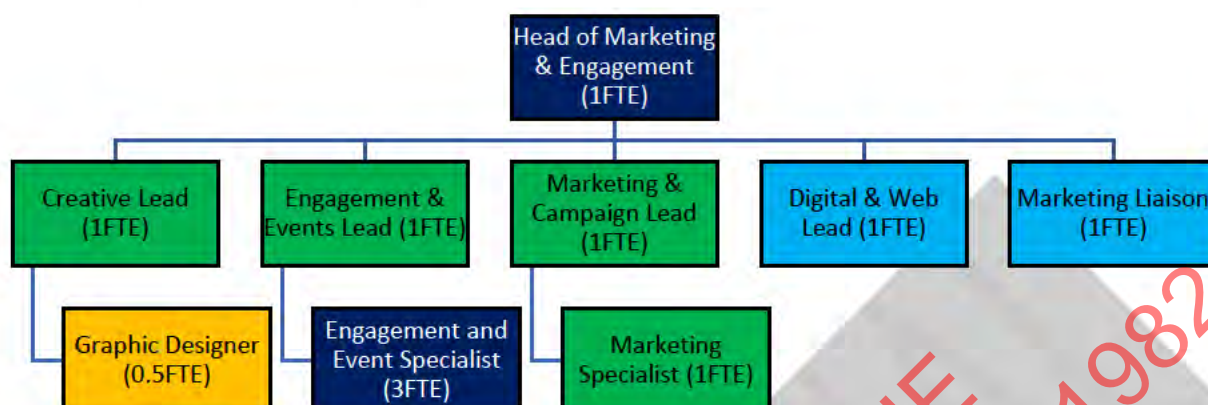 Head of Marketing
& Engagement
(1FTE)
Creative Lead
(1FTE)
Engagement &
Events Lead (1FTE)
Marketing &
Campaign Lead
(1FTE)
Digital & Web
Lead (1FTE)
Marketing Liaison
(1FTE)
Graphic Designer
(0.5FTE)
Engagement and
Event Specialist
(3FTE)
Marketing
Specialist (1FTE)
1982